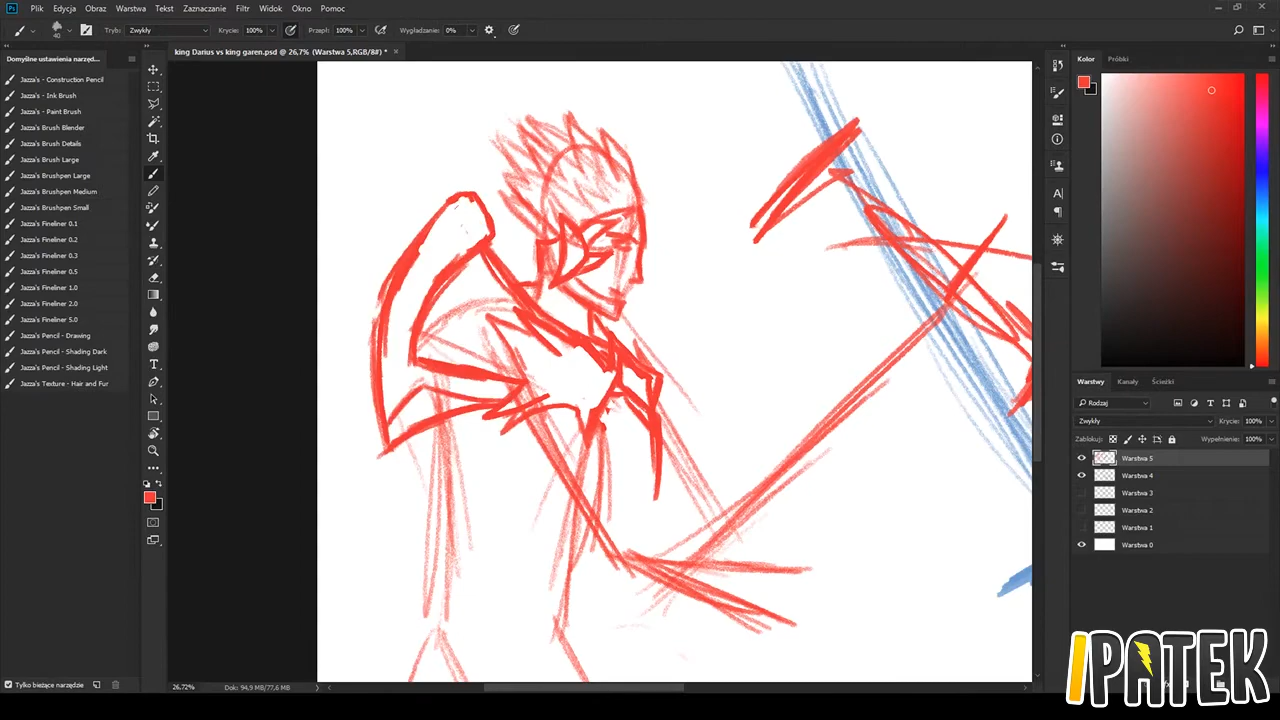 Plik Edycja Obraz Warstwa Tekst Zaznaczanie Filtr Widok Okno Pomoc
40 Tryb: Zwykły Krycie: 100% Przepł: 100% Wygładzanie: 0%
Domyślne ustawienia narzęd...
king Darius vs king garen.psd @ 26,7% (Warstwa 5,RGB/8#) *
Jazza's - Construction Pencil
Jazza's - Ink Brush
Jazza's - Paint Brush
Jazza's Brush Blender
Jazza's Brush Details
Jazza's Brush Large
Jazza's Brushpen Large
Jazza's Brushpen Medium
Jazza's Brushpen Small
Jazza's Fineliner 0.1
Jazza's Fineliner 0.2
Jazza's Fineliner 0.3
Jazza's Fineliner 0.5
Jazza's Fineliner 1.0
Jazza's Fineliner 2.0
Jazza's Fineliner 5.0
Jazza's Pencil - Drawing
Jazza's Pencil - Shading Dark
Jazza's Pencil - Shading Light
Jazza's Texture - Hair and Fur
Tylko bieżące narzędzie
26,72% Dok: 94,9 MB/77,6 MB
Kolor Próbki
Warstwy Kanały Ścieżki
Rodzaj
Zwykły Krycie: 100%
Zablokuj: Wypełnienie: 100%
Warstwa 5
Warstwa 4
Warstwa 3
Warstwa 2
Warstwa 1
Warstwa 0
IPATEK